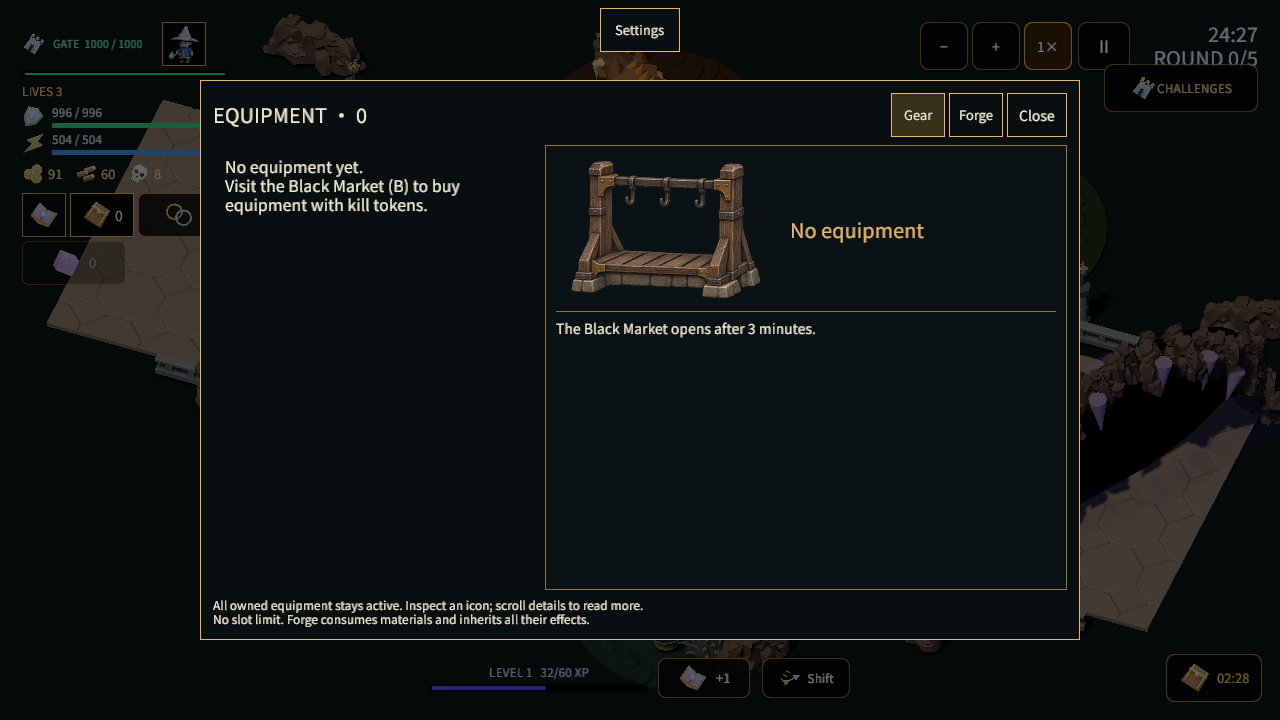 Settings
GATE 1000 / 1000
− + 1× II
24:27
ROUND 0/5
CHALLENGES
LIVES 3
996 / 996
504 / 504
91 60 8
0
0
EQUIPMENT • 0
Gear Forge Close
No equipment yet.
Visit the Black Market (B) to buy
equipment with kill tokens.
No equipment
The Black Market opens after 3 minutes.
All owned equipment stays active. Inspect an icon; scroll details to read more.
No slot limit. Forge consumes materials and inherits all their effects.
LEVEL 1 32/60 XP
+1
Shift
02:28